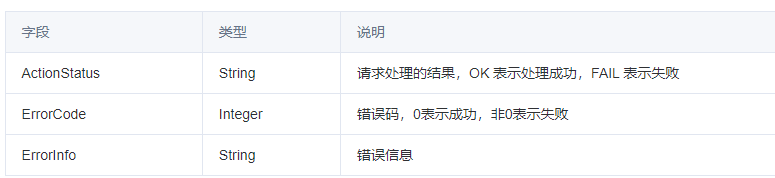 字段 类型 说明
ActionStatus String 请求处理的结果，OK 表示处理成功，FAIL 表示失败
ErrorCode Integer 错误码，0表示成功，非0表示失败
ErrorInfo String 错误信息